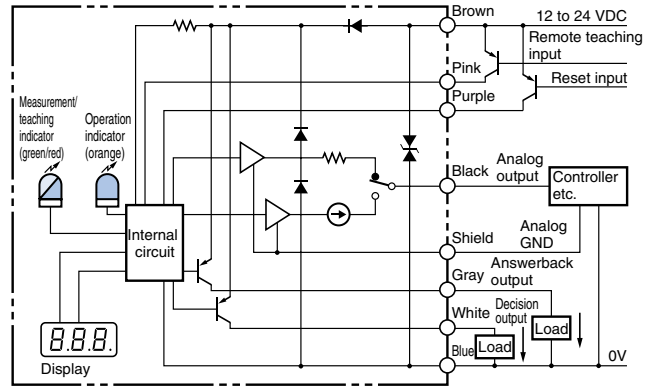 Brown
12 to 24 VDC
Remote teaching
input
Pink
Reset input
Purple
Measurement/
teaching
indicator
(green/red)
Operation
indicator
(orange)
Black
Analog
output
Controller
etc.
Internal
circuit
Shield
Analog
GND
Gray
Answerback
output
White
Decision
output
Load
Blue
Load
0V
8.8.8.
Display